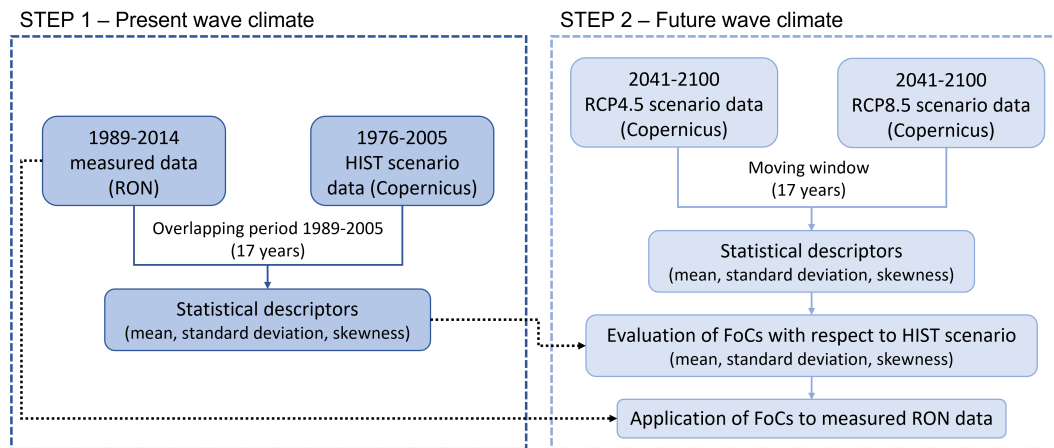 STEP 1 – Present wave climate
1989-2014
measured data
(RON)
1976-2005
HIST scenario
data (Copernicus)
Overlapping period 1989-2005
(17 years)
Statistical descriptors
(mean, standard deviation, skewness)
STEP 2 – Future wave climate
2041-2100
RCP4.5 scenario data
(Copernicus)
2041-2100
RCP8.5 scenario data
(Copernicus)
Moving window
(17 years)
Statistical descriptors
(mean, standard deviation, skewness)
Evaluation of FoCs with respect to HIST scenario
(mean, standard deviation, skewness)
Application of FoCs to measured RON data